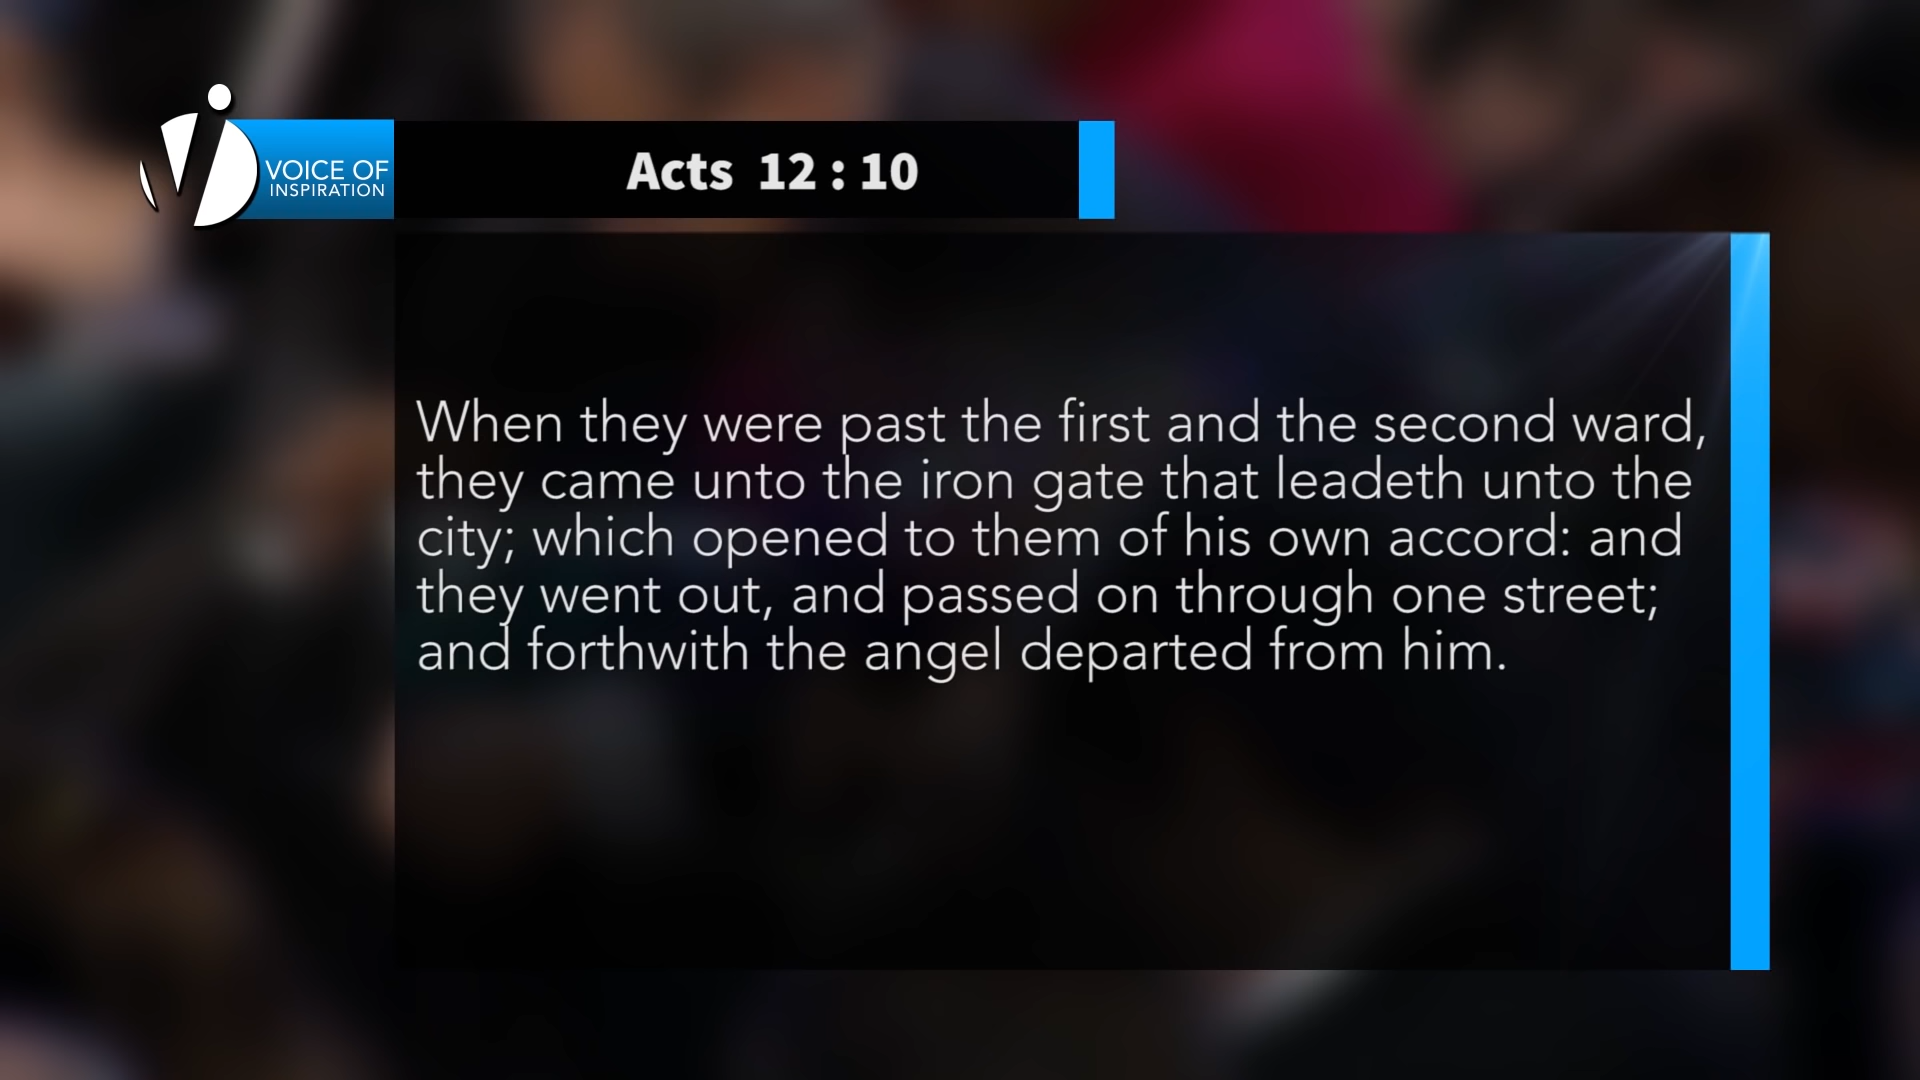 VOICE OF
INSPIRATION
Acts 12 : 10
When they were past the first and the second ward,
they came unto the iron gate that leadeth unto the
city; which opened to them of his own accord: and
they went out, and passed on through one street;
and forthwith the angel departed from him.